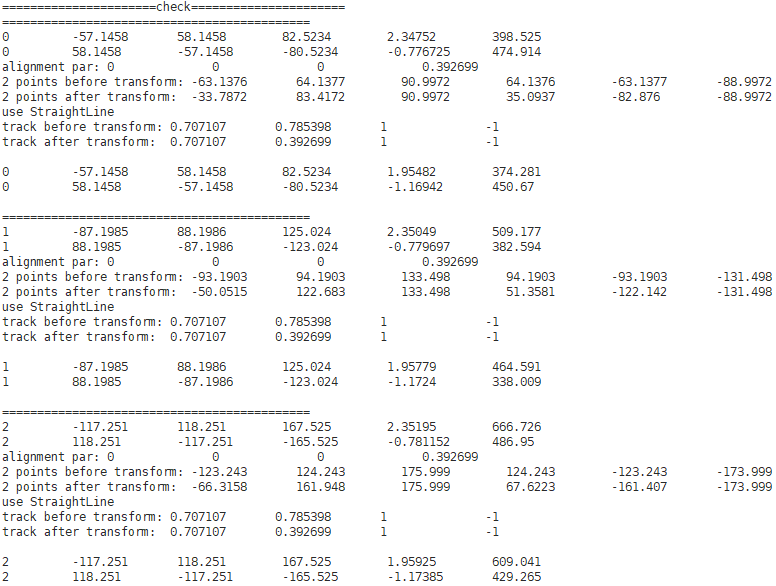 ======================check======================
============================================
0 -57.1458 58.1458 82.5234 2.34752 398.525
0 58.1458 -57.1458 -80.5234 -0.776725 474.914
alignment par: 0 0 0 0.392699
2 points before transform: -63.1376 64.1377 90.9972 64.1376 -63.1377 -88.9972
2 points after transform: -33.7872 83.4172 90.9972 35.0937 -82.876 -88.9972
use StraightLine
track before transform: 0.707107 0.785398 1 -1
track after transform: 0.707107 0.392699 1 -1
0 -57.1458 58.1458 82.5234 1.95482 374.281
0 58.1458 -57.1458 -80.5234 -1.16942 450.67
============================================
1 -87.1985 88.1986 125.024 2.35049 509.177
1 88.1985 -87.1986 -123.024 -0.779697 382.594
alignment par: 0 0 0 0.392699
2 points before transform: -93.1903 94.1903 133.498 94.1903 -93.1903 -131.498
2 points after transform: -50.0515 122.683 133.498 51.3581 -122.142 -131.498
use StraightLine
track before transform: 0.707107 0.785398 1 -1
track after transform: 0.707107 0.392699 1 -1
1 -87.1985 88.1986 125.024 1.95779 464.591
1 88.1985 -87.1986 -123.024 -1.1724 338.009
============================================
2 -117.251 118.251 167.525 2.35195 666.726
2 118.251 -117.251 -165.525 -0.781152 486.95
alignment par: 0 0 0 0.392699
2 points before transform: -123.243 124.243 175.999 124.243 -123.243 -173.999
2 points after transform: -66.3158 161.948 175.999 67.6223 -161.407 -173.999
use StraightLine
track before transform: 0.707107 0.785398 1 -1
track after transform: 0.707107 0.392699 1 -1
2 -117.251 118.251 167.525 1.95925 609.041
2 118.251 -117.251 -165.525 -1.17385 429.265